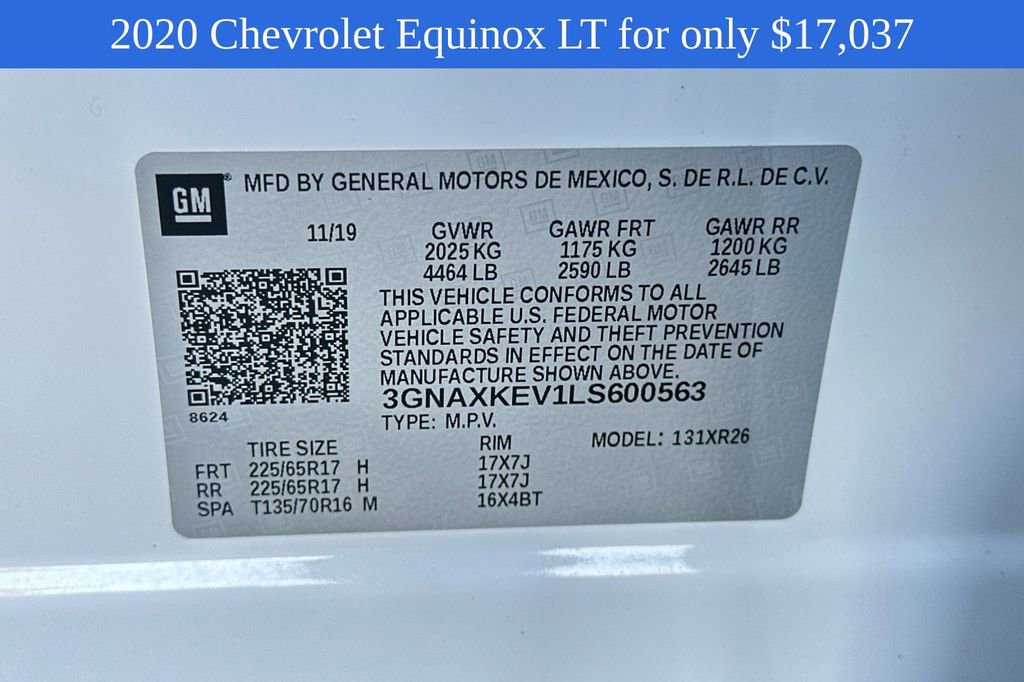 2020 Chevrolet Equinox LT for only $17,037
GM® MFD BY GENERAL MOTORS DE MEXICO, S. DE R.L. DE C.V.
11/19 GVWR GAWR FRT GAWR RR
2025 KG 1175 KG 1200 KG
4464 LB 2590 LB 2645 LB
THIS VEHICLE CONFORMS TO ALL
APPLICABLE U.S. FEDERAL MOTOR
VEHICLE SAFETY AND THEFT PREVENTION
STANDARDS IN EFFECT ON THE DATE OF
MANUFACTURE SHOWN ABOVE.
3GNAXKEV1LS600563
8624
TYPE: M.P.V.
TIRE SIZE RIM MODEL: 131XR26
FRT 225/65R17 H 17X7J
RR 225/65R17 H 17X7J
SPA T135/70R16 M 16X4BT